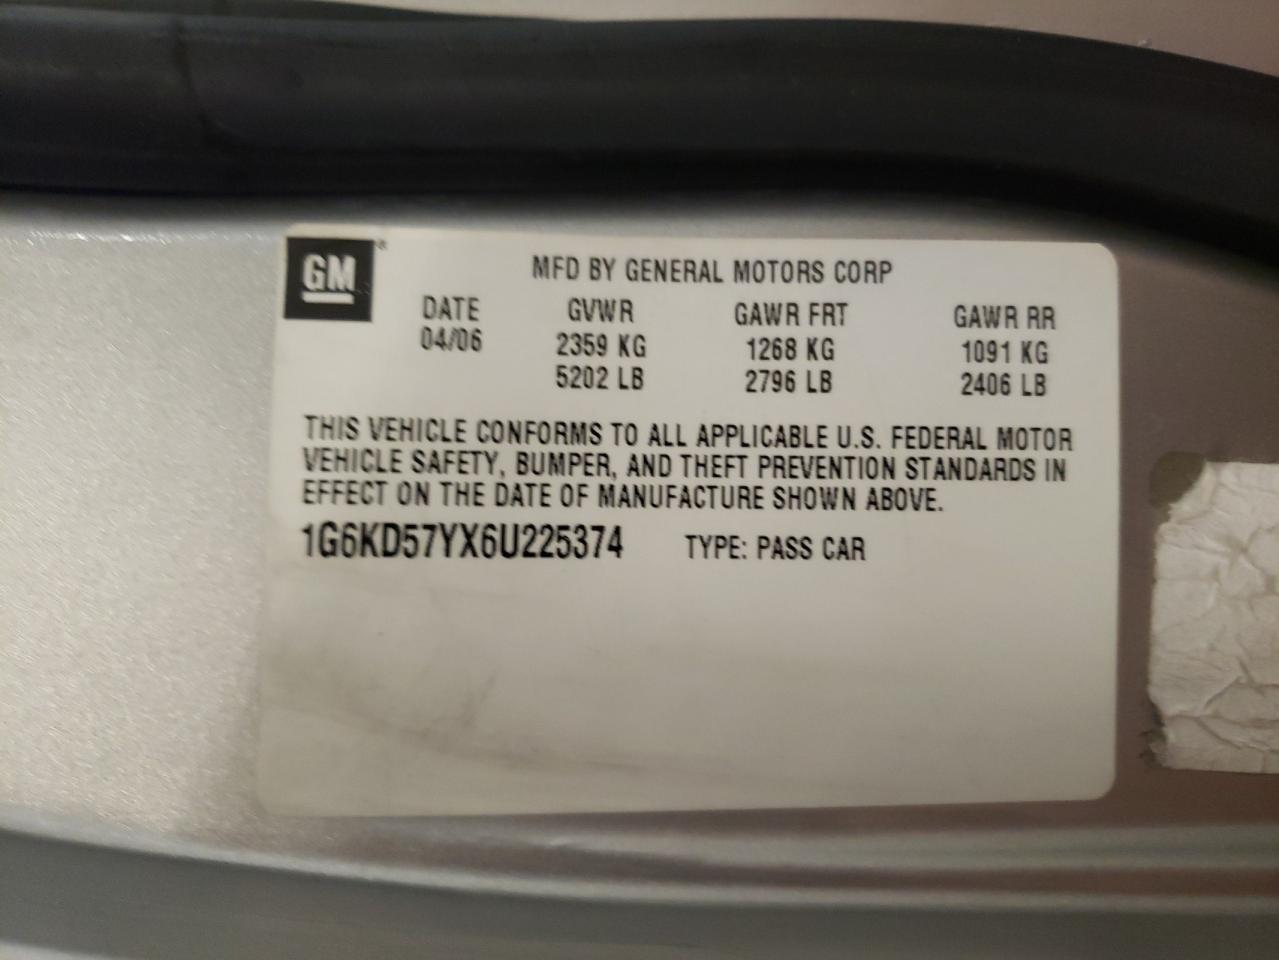 GM®
MFD BY GENERAL MOTORS CORP
DATE GVWR GAWR FRT GAWR RR
04/06 2359 KG 1268 KG 1091 KG
5202 LB 2796 LB 2406 LB
THIS VEHICLE CONFORMS TO ALL APPLICABLE U.S. FEDERAL MOTOR
VEHICLE SAFETY, BUMPER, AND THEFT PREVENTION STANDARDS IN
EFFECT ON THE DATE OF MANUFACTURE SHOWN ABOVE.
1G6KD57YX6U225374 TYPE: PASS CAR